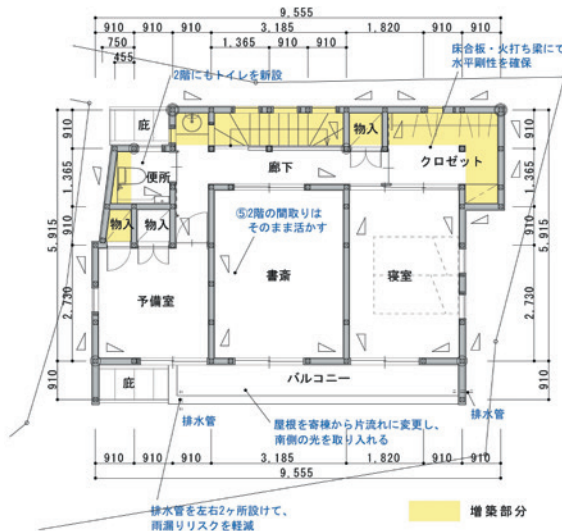 9.555
910
910
910
3,185
1,820
910
910
750
1,365
910
910
455
2階にもトイレを新設
床合板・火打ち梁にて
水平剛性を確保
庇
物入
クロゼット
便所
廊下
物入
物入
⑤2階の間取りは
そのまま活かす
予備室
書斎
寝室
910
1,365
910
2,730
910
5,915
910
1,365
910
2,730
910
5,915
庇
バルコニー
排水管
屋根を寄棟から片流れに変更し、
南側の光を取り入れる
排水管
910
910
910
3,185
1,820
910
910
9.555
排水管を左右2ヶ所設けて、
雨漏りリスクを軽減
増築部分